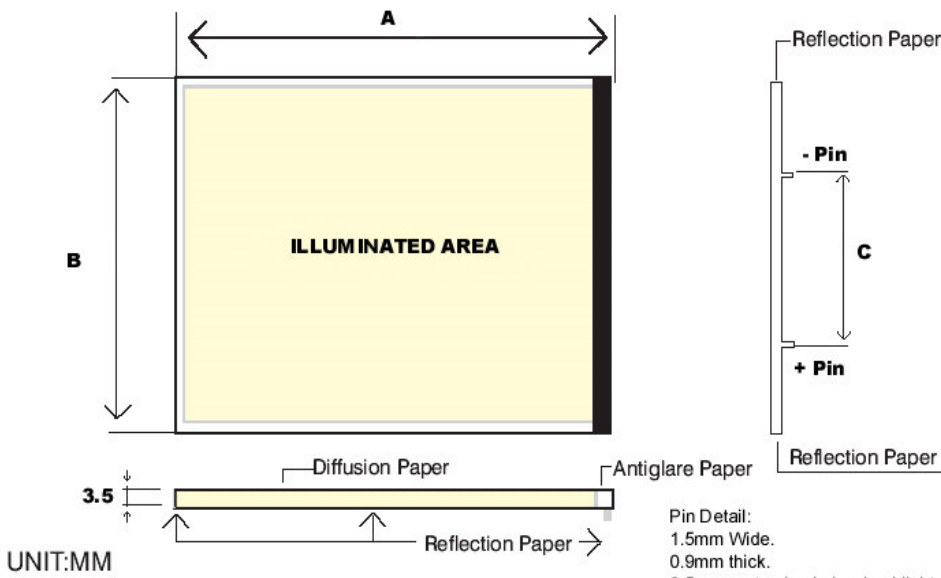 A
Reflection Paper
- Pin
B
ILLUMINATED AREA
C
+ Pin
Reflection Paper
Diffusion Paper
Antiglare Paper
3.5
Pin Detail:
1.5mm Wide.
Reflection Paper
0.9mm thick.
UNIT:MM